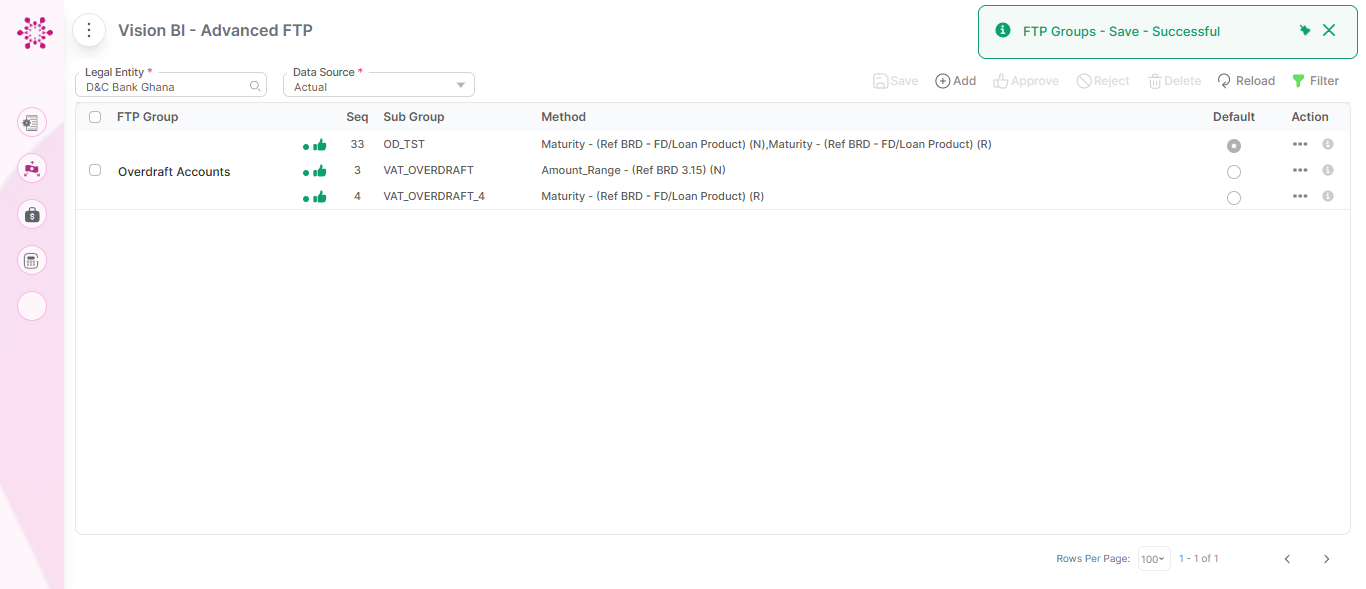 Vision BI - Advanced FTP
FTP Groups - Save - Successful
Legal Entity *
D&C Bank Ghana
Data Source *
Actual
Save Add Approve Reject Delete Reload Filter
FTP Group Seq Sub Group Method Default Action
33 OD_TST Maturity - (Ref BRD - FD/Loan Product) (N),Maturity - (Ref BRD - FD/Loan Product) (R)
Overdraft Accounts 3 VAT_OVERDRAFT Amount_Range - (Ref BRD 3.15) (N)
4 VAT_OVERDRAFT_4 Maturity - (Ref BRD - FD/Loan Product) (R)
Rows Per Page: 100 1 - 1 of 1